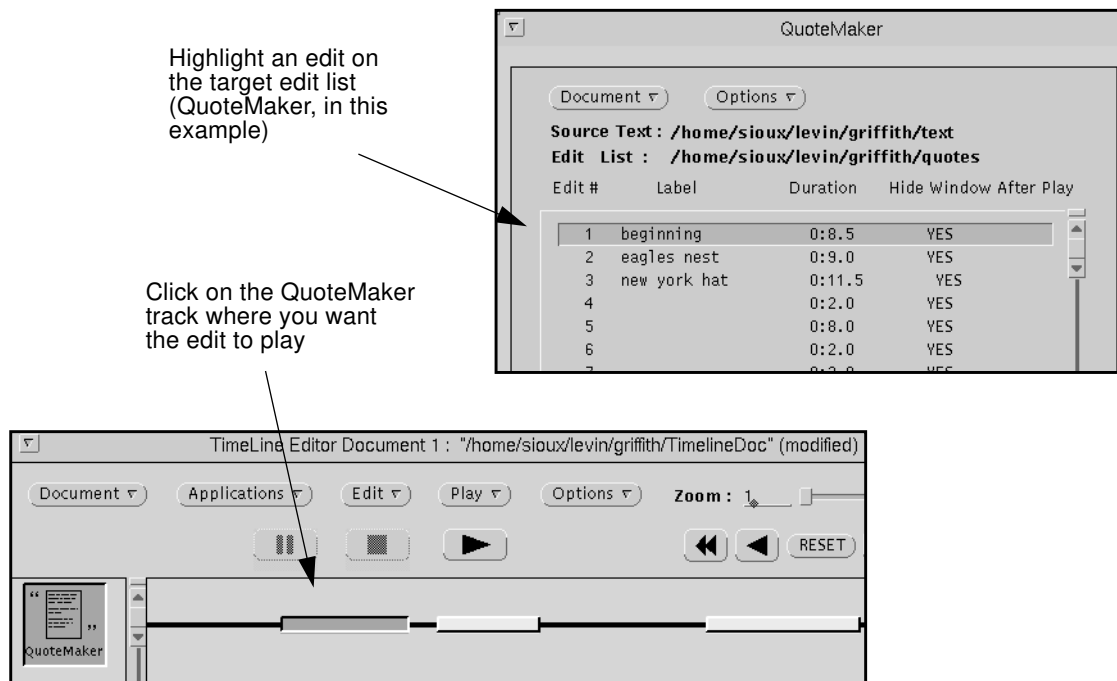 Highlight an edit on
the target edit list
(QuoteMaker, in this
example)
QuoteMaker
Document Options
Source Text : /home/sioux/levin/griffith/text
Edit List : /home/sioux/levin/griffith/quotes
Edit # Label Duration Hide Window After Play
1 beginning 0:8.5 YES
2 eagles nest 0:9.0 YES
3 new york hat 0:11.5 YES
4 0:2.0 YES
5 0:8.0 YES
6 0:2.0 YES
Click on the QuoteMaker
track where you want
the edit to play
TimeLine Editor Document 1 : "/home/sioux/levin/griffith/TimelineDoc" (modified)
Document Applications Edit Play Options Zoom : 1
RESET
“ ”
QuoteMaker